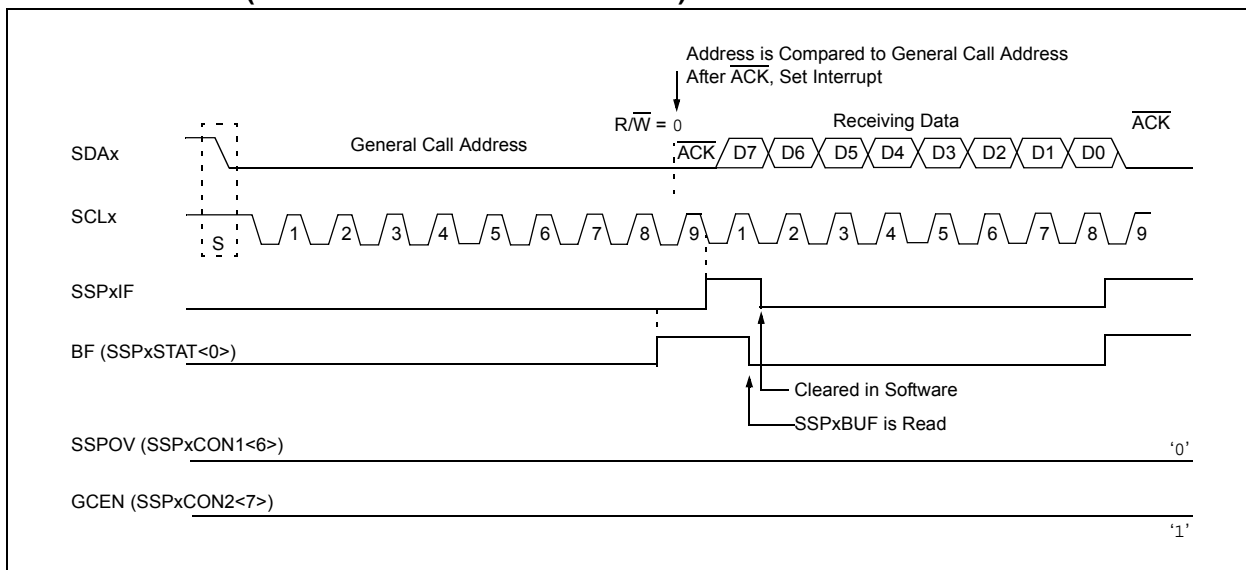 Address is Compared to General Call Address
After ACK, Set Interrupt
R/W = 0
Receiving Data
ACK
SDAx
General Call Address
ACK D7 D6 D5 D4 D3 D2 D1 D0
SCLx
S
1 2 3 4 5 6 7 8 9 1 2 3 4 5 6 7 8 9
SSPxIF
BF (SSPxSTAT<0>)
Cleared in Software
SSPxBUF is Read
SSPOV (SSPxCON1<6>)
‘0’
GCEN (SSPxCON2<7>)
‘1’